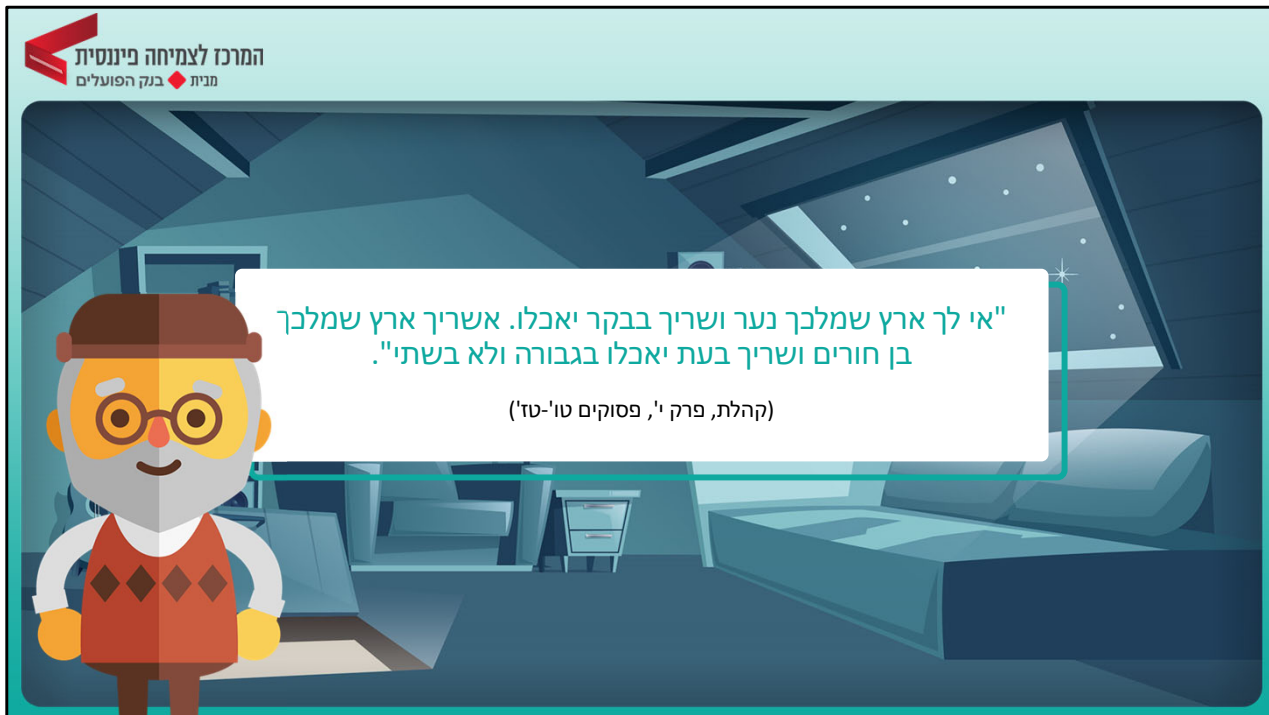 המרכז לצמיחה פיננסית
מבית בנק הפועלים
"אי לך ארץ שמלכך נער ושריך בבקר יאכלו. אשריך ארץ שמלכך
בן חורים ושריך בעת יאכלו בגבורה ולא בשתי".
(קהלת, פרק י', פסוקים טו'-טז')